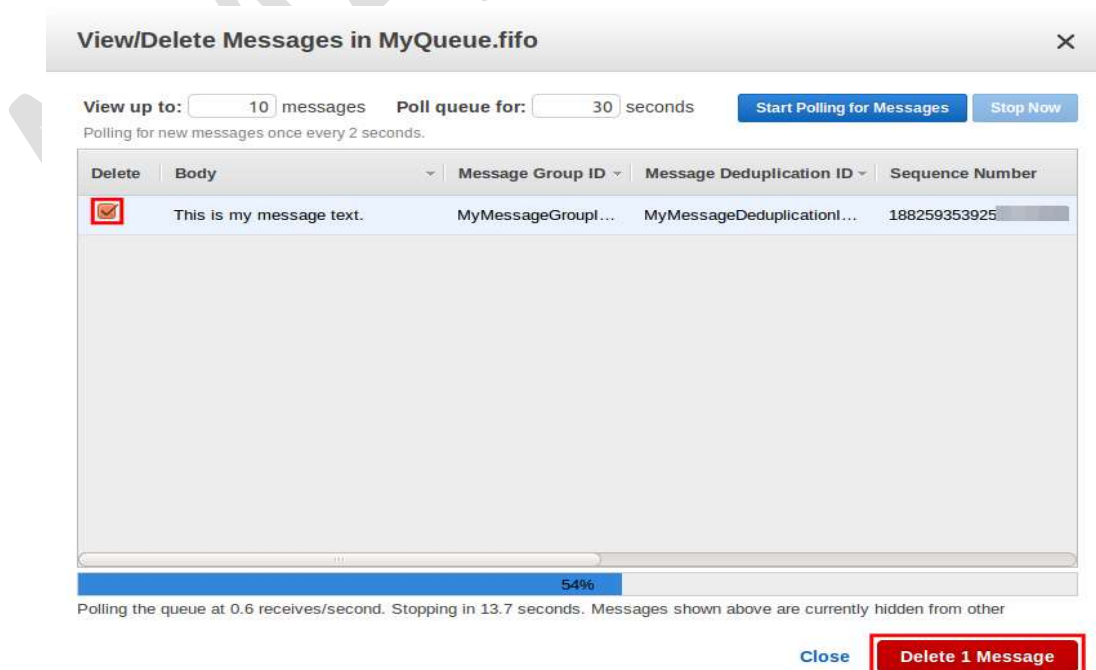 View/Delete Messages in MyQueue.fifo
View up to: 10 messages Poll queue for: 30 seconds Start Polling for Messages Stop Now
Polling for new messages once every 2 seconds.
Delete Body Message Group ID Message Deduplication ID Sequence Number
This is my message text. MyMessageGroupI... MyMessageDeduplicationI... 188259353925
54%
Polling the queue at 0.6 receives/second. Stopping in 13.7 seconds. Messages shown above are currently hidden from other
Close Delete 1 Message